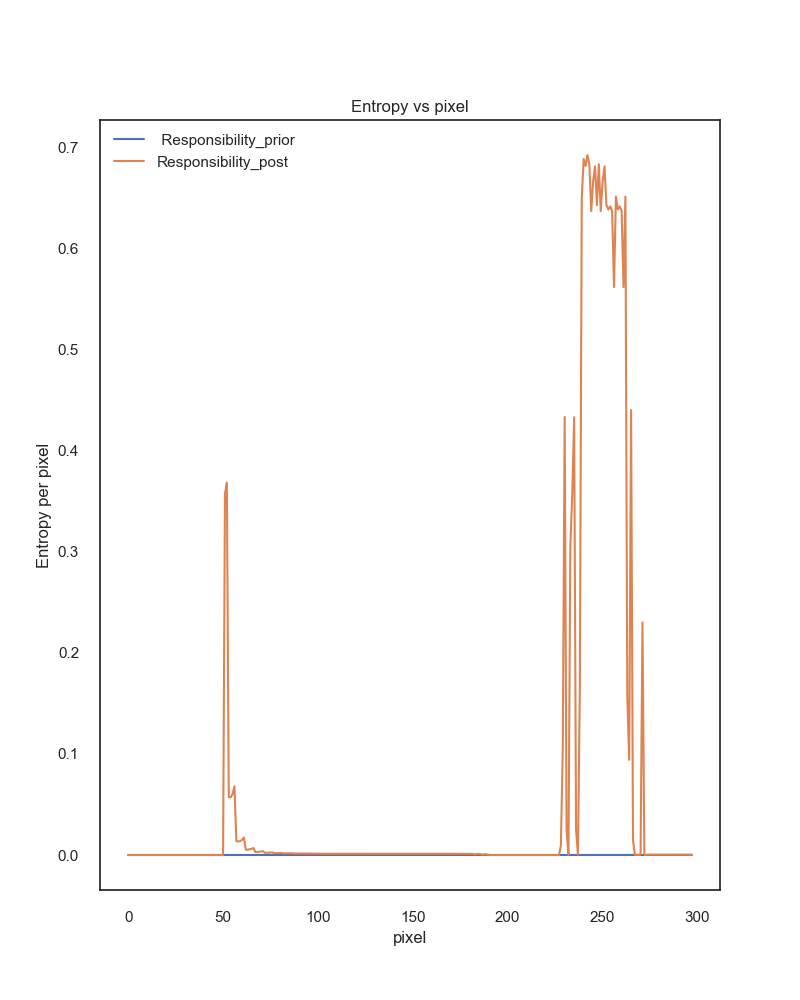 Entropy vs pixel
Responsibility_prior
Responsibility_post
0.7
0.6
0.5
0.4
0.3
0.2
0.1
0.0
Entropy per pixel
0 50 100 150 200 250 300
pixel